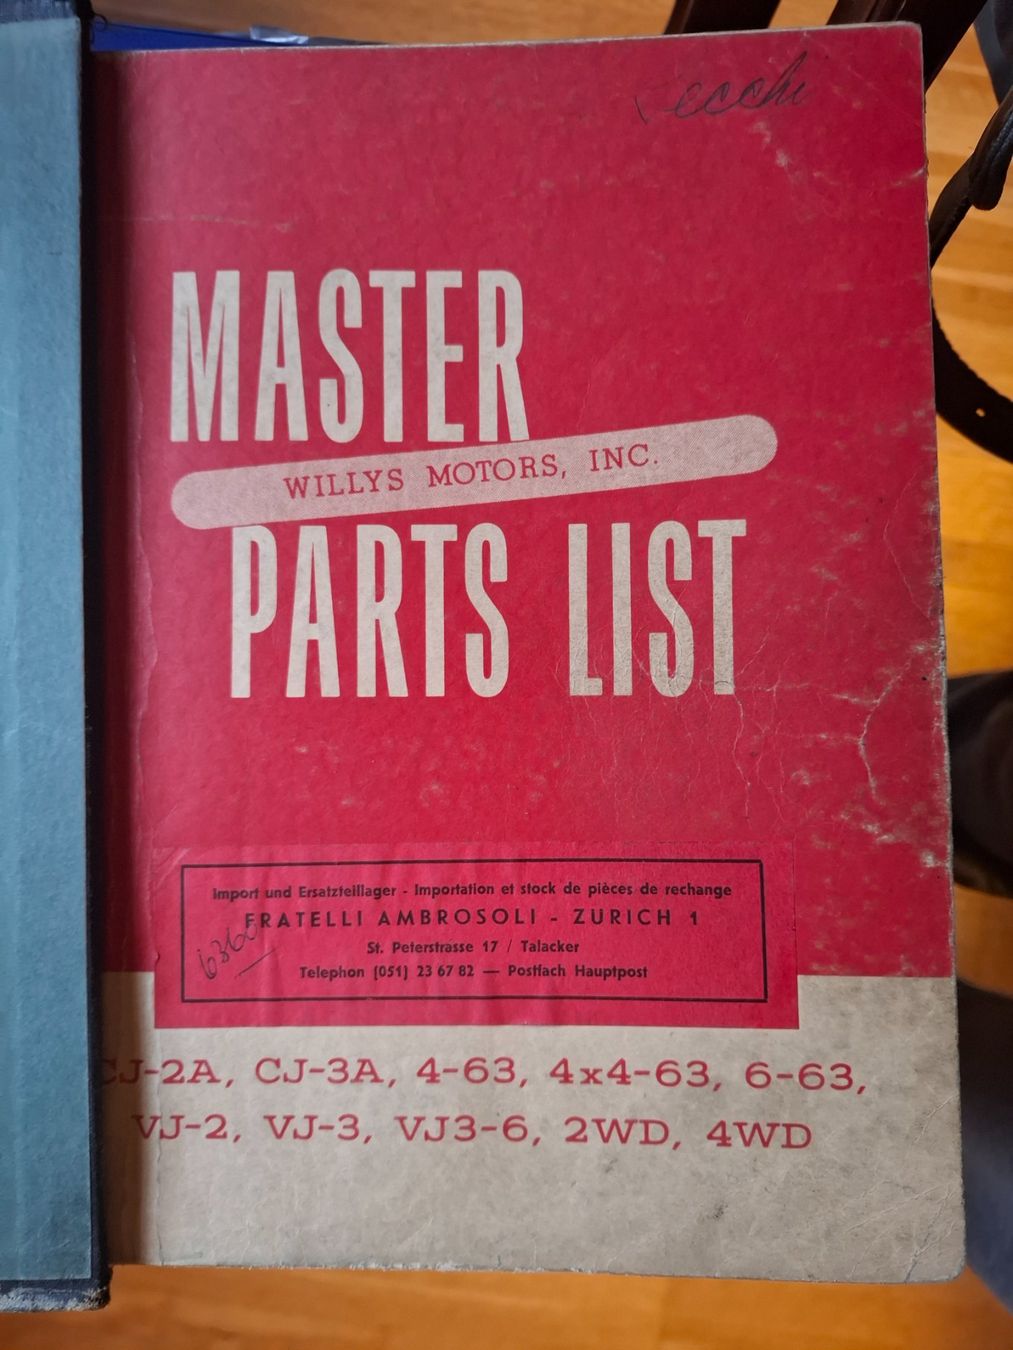 MASTER
WILLYS MOTORS, INC.
PARTS LIST
Import und Ersatzteillager - Importation et stock de pièces de rechange
FRATELLI AMBROSOLI - ZURICH 1
6360
St. Peterstrasse 17 / Talacker
Telephon (051) 23 67 82 — Postfach Hauptpost
CJ-2A, CJ-3A, 4-63, 4x4-63, 6-63,
VJ-2, VJ-3, VJ3-6, 2WD, 4WD